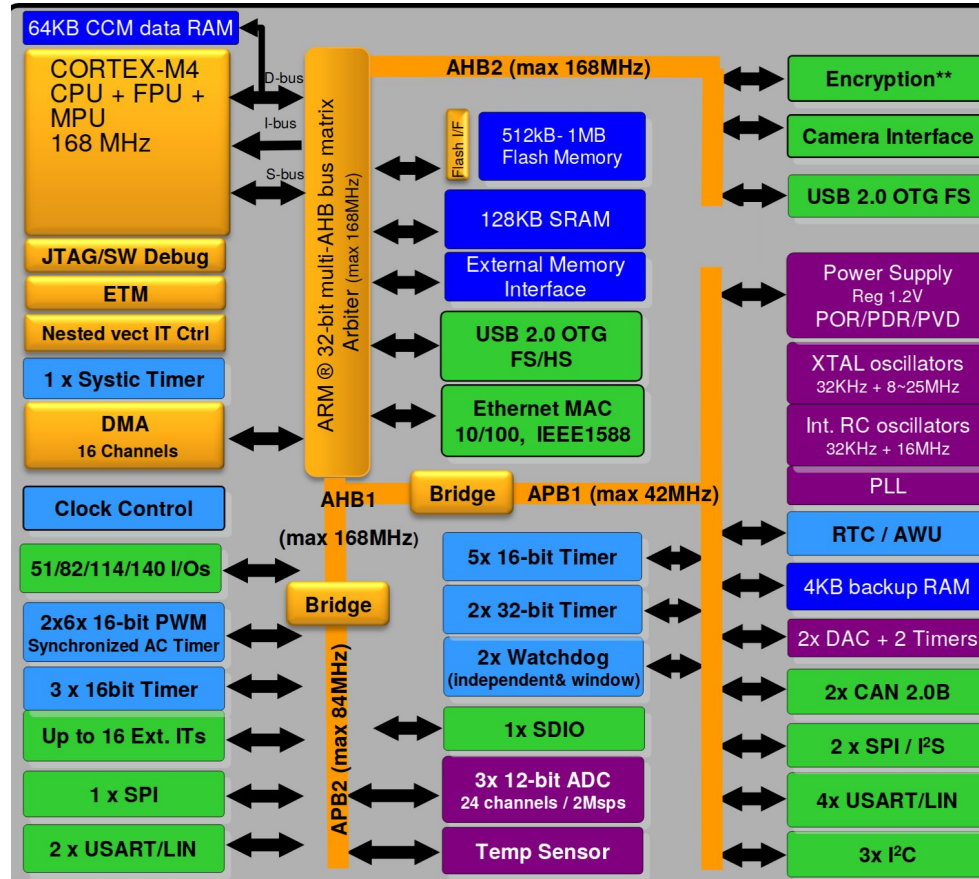 64KB CCM data RAM
CORTEX-M4
CPU + FPU +
MPU
168 MHz
D-bus
I-bus
S-bus
JTAG/SW Debug
ETM
Nested vect IT Ctrl
1 x Systic Timer
DMA
16 Channels
Clock Control
51/82/114/140 I/Os
2x6x 16-bit PWM
Synchronized AC Timer
3 x 16bit Timer
Up to 16 Ext. ITs
1 x SPI
2 x USART/LIN
ARM ® 32-bit multi-AHB bus matrix
Arbiter (max 168MHz)
Flash I/F
512kB- 1MB
Flash Memory
128KB SRAM
External Memory
Interface
USB 2.0 OTG
FS/HS
Ethernet MAC
10/100, IEEE1588
AHB2 (max 168MHz)
AHB1
(max 168MHz)
Bridge
APB1 (max 42MHz)
Bridge
APB2 (max 84MHz)
5x 16-bit Timer
2x 32-bit Timer
2x Watchdog
(independent& window)
1x SDIO
3x 12-bit ADC
24 channels / 2Msps
Temp Sensor
Encryption**
Camera Interface
USB 2.0 OTG FS
Power Supply
Reg 1.2V
POR/PDR/PVD
XTAL oscillators
32KHz + 8~25MHz
Int. RC oscillators
32KHz + 16MHz
PLL
RTC / AWU
4KB backup RAM
2x DAC + 2 Timers
2x CAN 2.0B
2 x SPI / I²S
4x USART/LIN
3x I²C